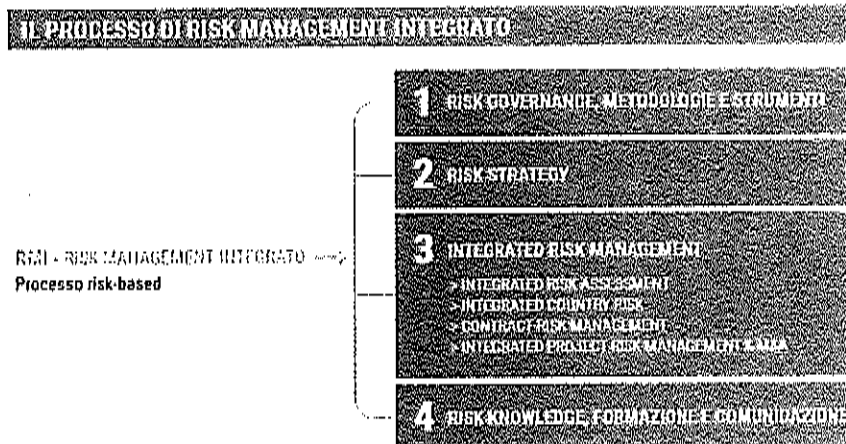 IL PROCESSO DI RISK MANAGEMENT INTEGRATO
1 RISK GOVERNANCE, METODOLOGIE E STRUMENTI
2 RISK STRATEGY
3 INTEGRATED RISK MANAGEMENT
> INTEGRATED RISK ASSESSMENT
> INTEGRATED COUNTRY RISK
> CONTRACT RISK MANAGEMENT
> INTEGRATED PROJECT RISK MANAGEMENT E M&A
RMI - RISK MANAGEMENT INTEGRATO
Processo risk-based
4 RISK KNOWLEDGE, FORMAZIONE E COMUNICAZIONE